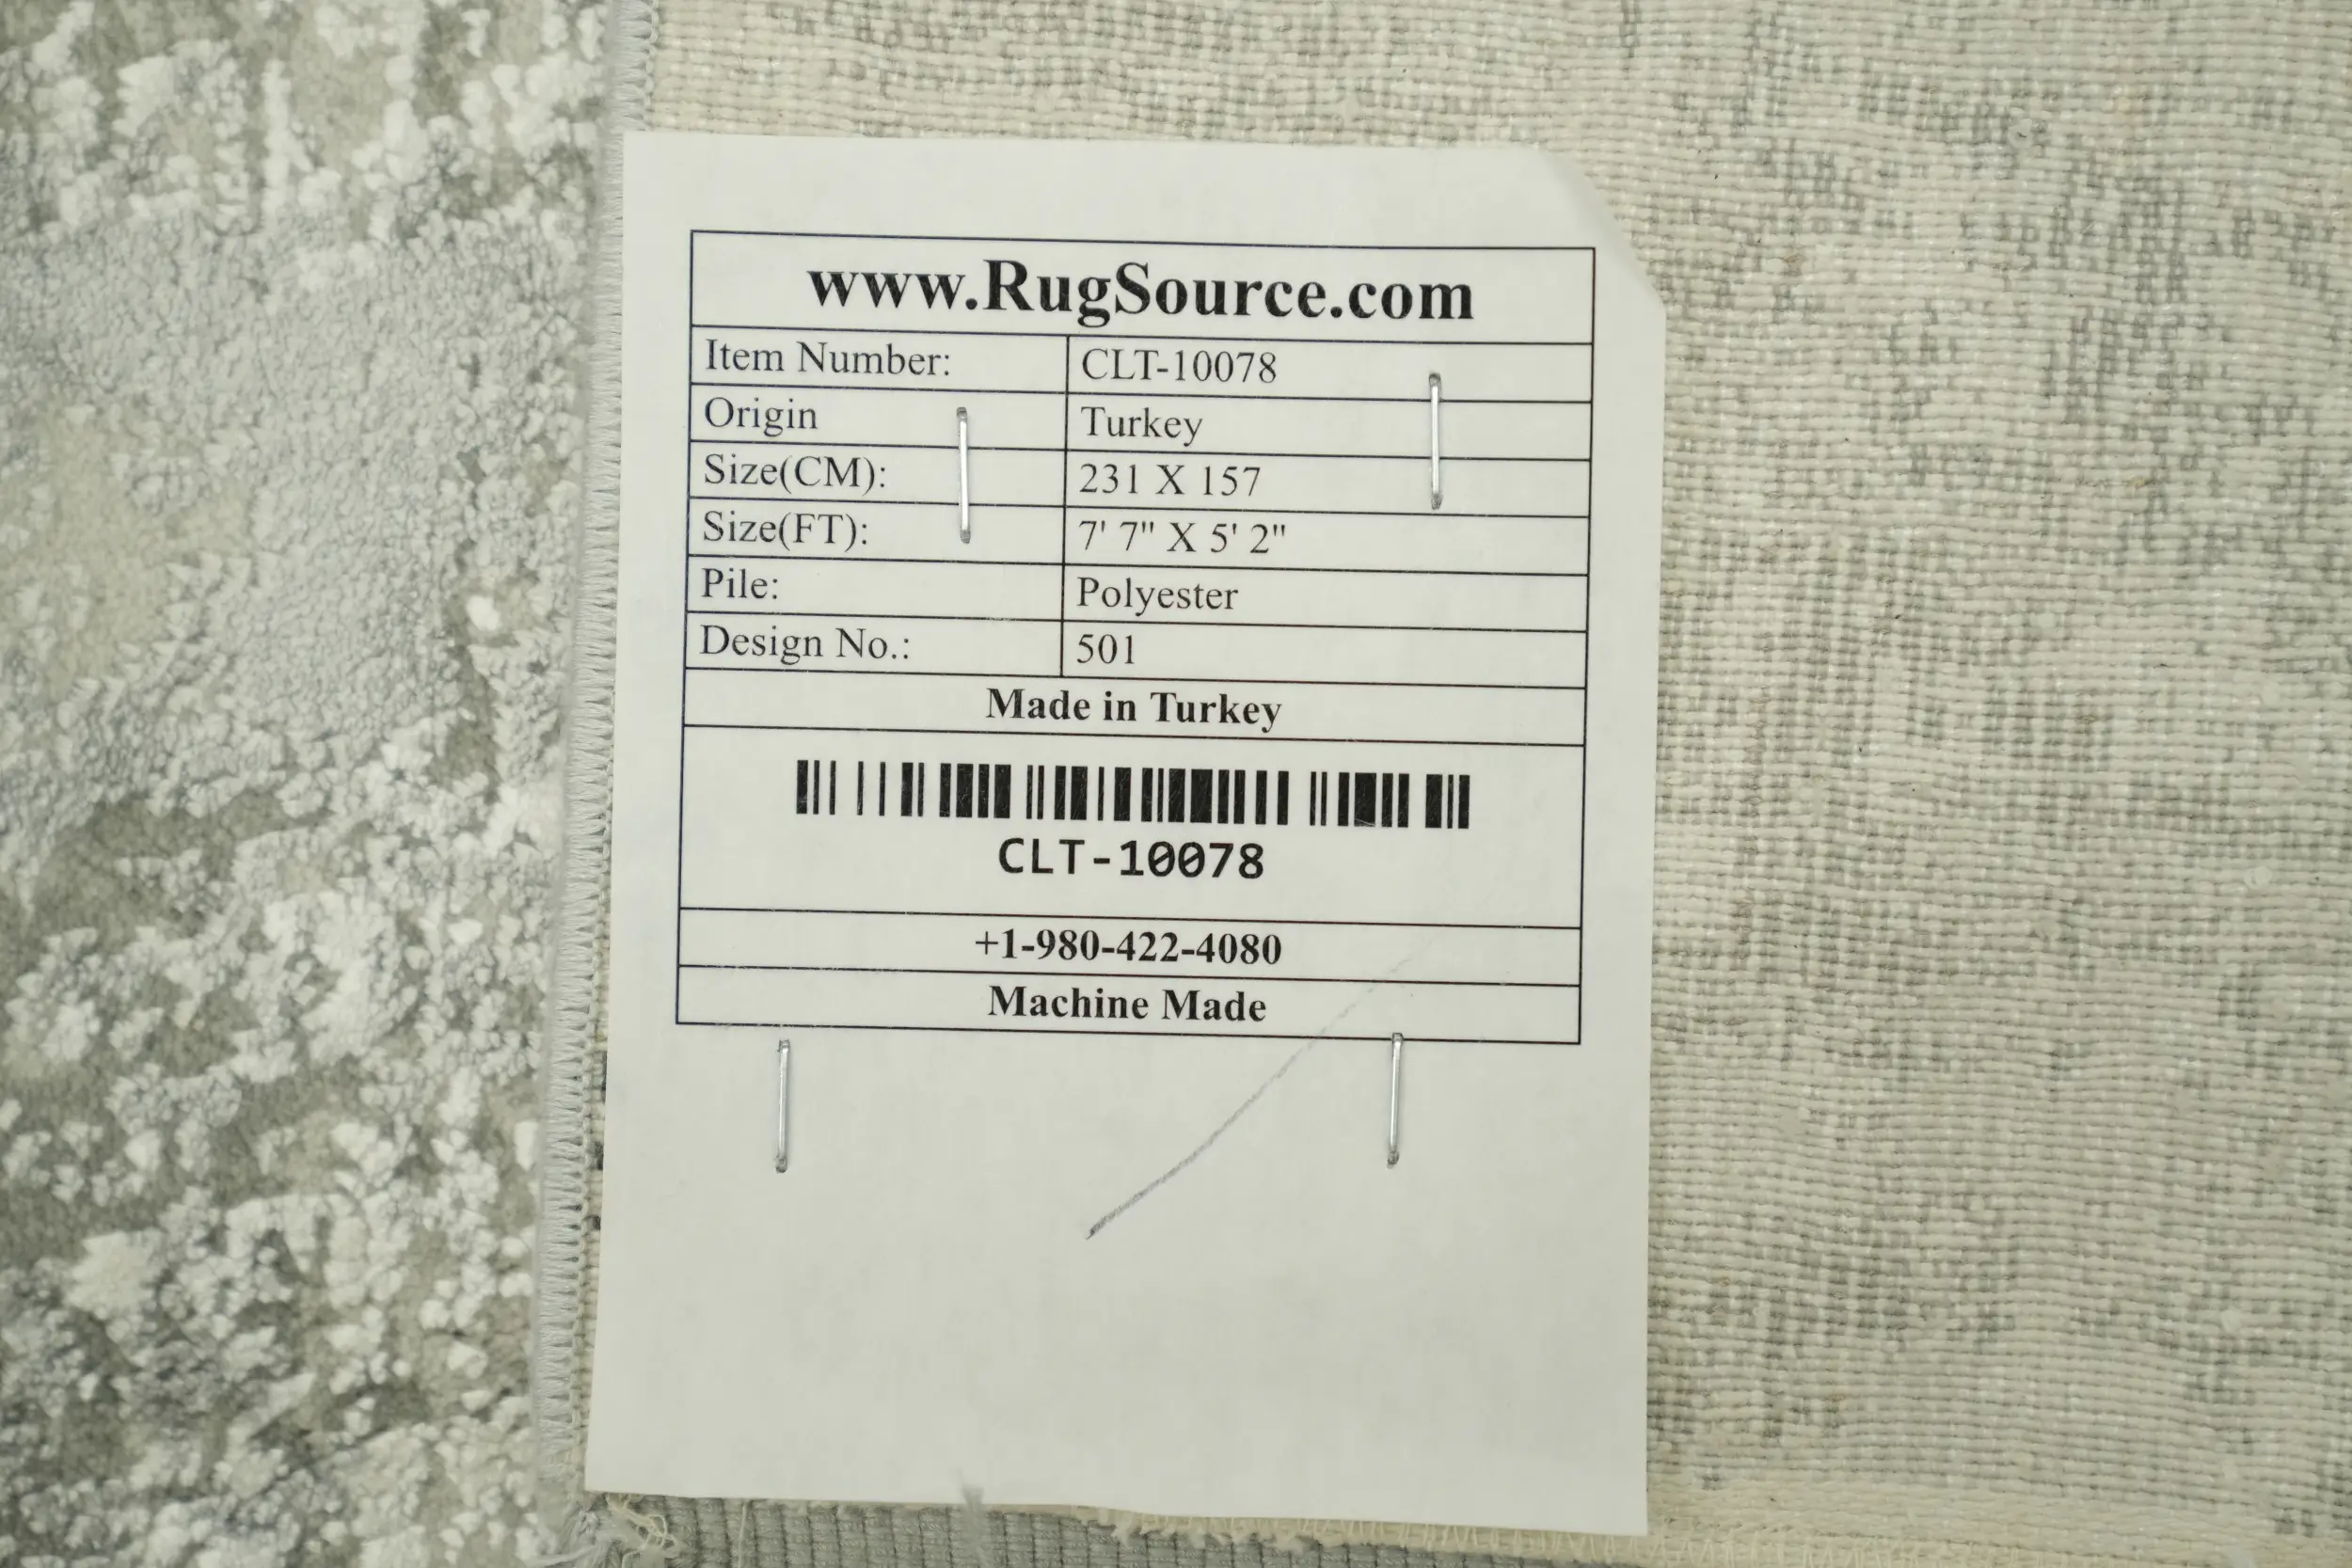 www.RugSource.com
Item Number: CLT-10078
Origin Turkey
Size(CM): 231 X 157
Size(FT): 7' 7" X 5' 2"
Pile: Polyester
Design No.: 501
Made in Turkey
CLT-10078
+1-980-422-4080
Machine Made